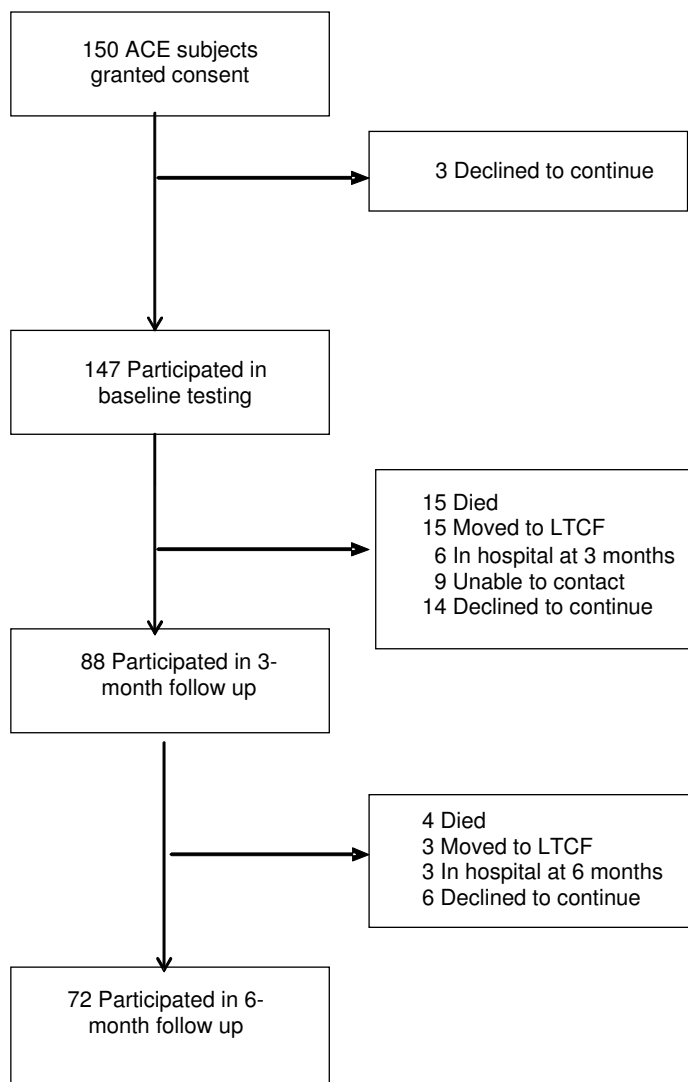 150 ACE subjects
granted consent
3 Declined to continue
147 Participated in
baseline testing
15 Died
15 Moved to LTCF
6 In hospital at 3 months
9 Unable to contact
14 Declined to continue
88 Participated in 3-
month follow up
4 Died
3 Moved to LTCF
3 In hospital at 6 months
6 Declined to continue
72 Participated in 6-
month follow up